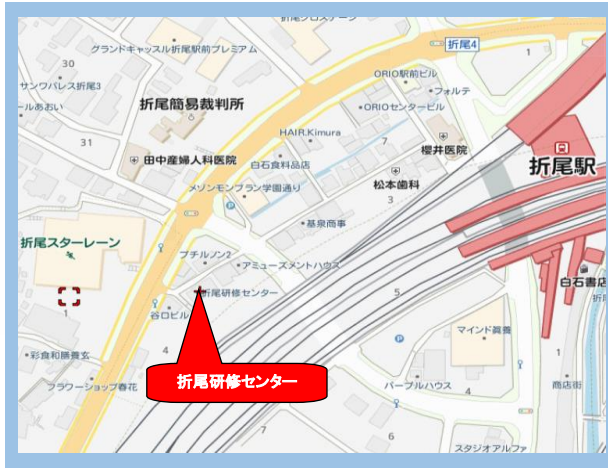 折尾4
1
グランドキャッスル折尾駅前プレミアム
30
ORIO駅前ビル
サンワパレス折尾3
フォルテ
折尾簡易裁判所
ORIOセンタービル
ールあおい
HAIR.Kimura
31
7
櫻井医院
田中産婦人科医院
白石食料品店
折尾駅
松本歯科
メゾンモンブラン学園通り
3
基泉商事
折尾スターレーン
プチルノン2
アミューズメントハウス
白石書店
折尾研修センター
5
1
谷口ビル
マインド眞養
4
彩食和膳養玄
1
折尾研修センター
フラワーショップ春花
パープルハウス
4
商店街
7
6
スタジオアルファ